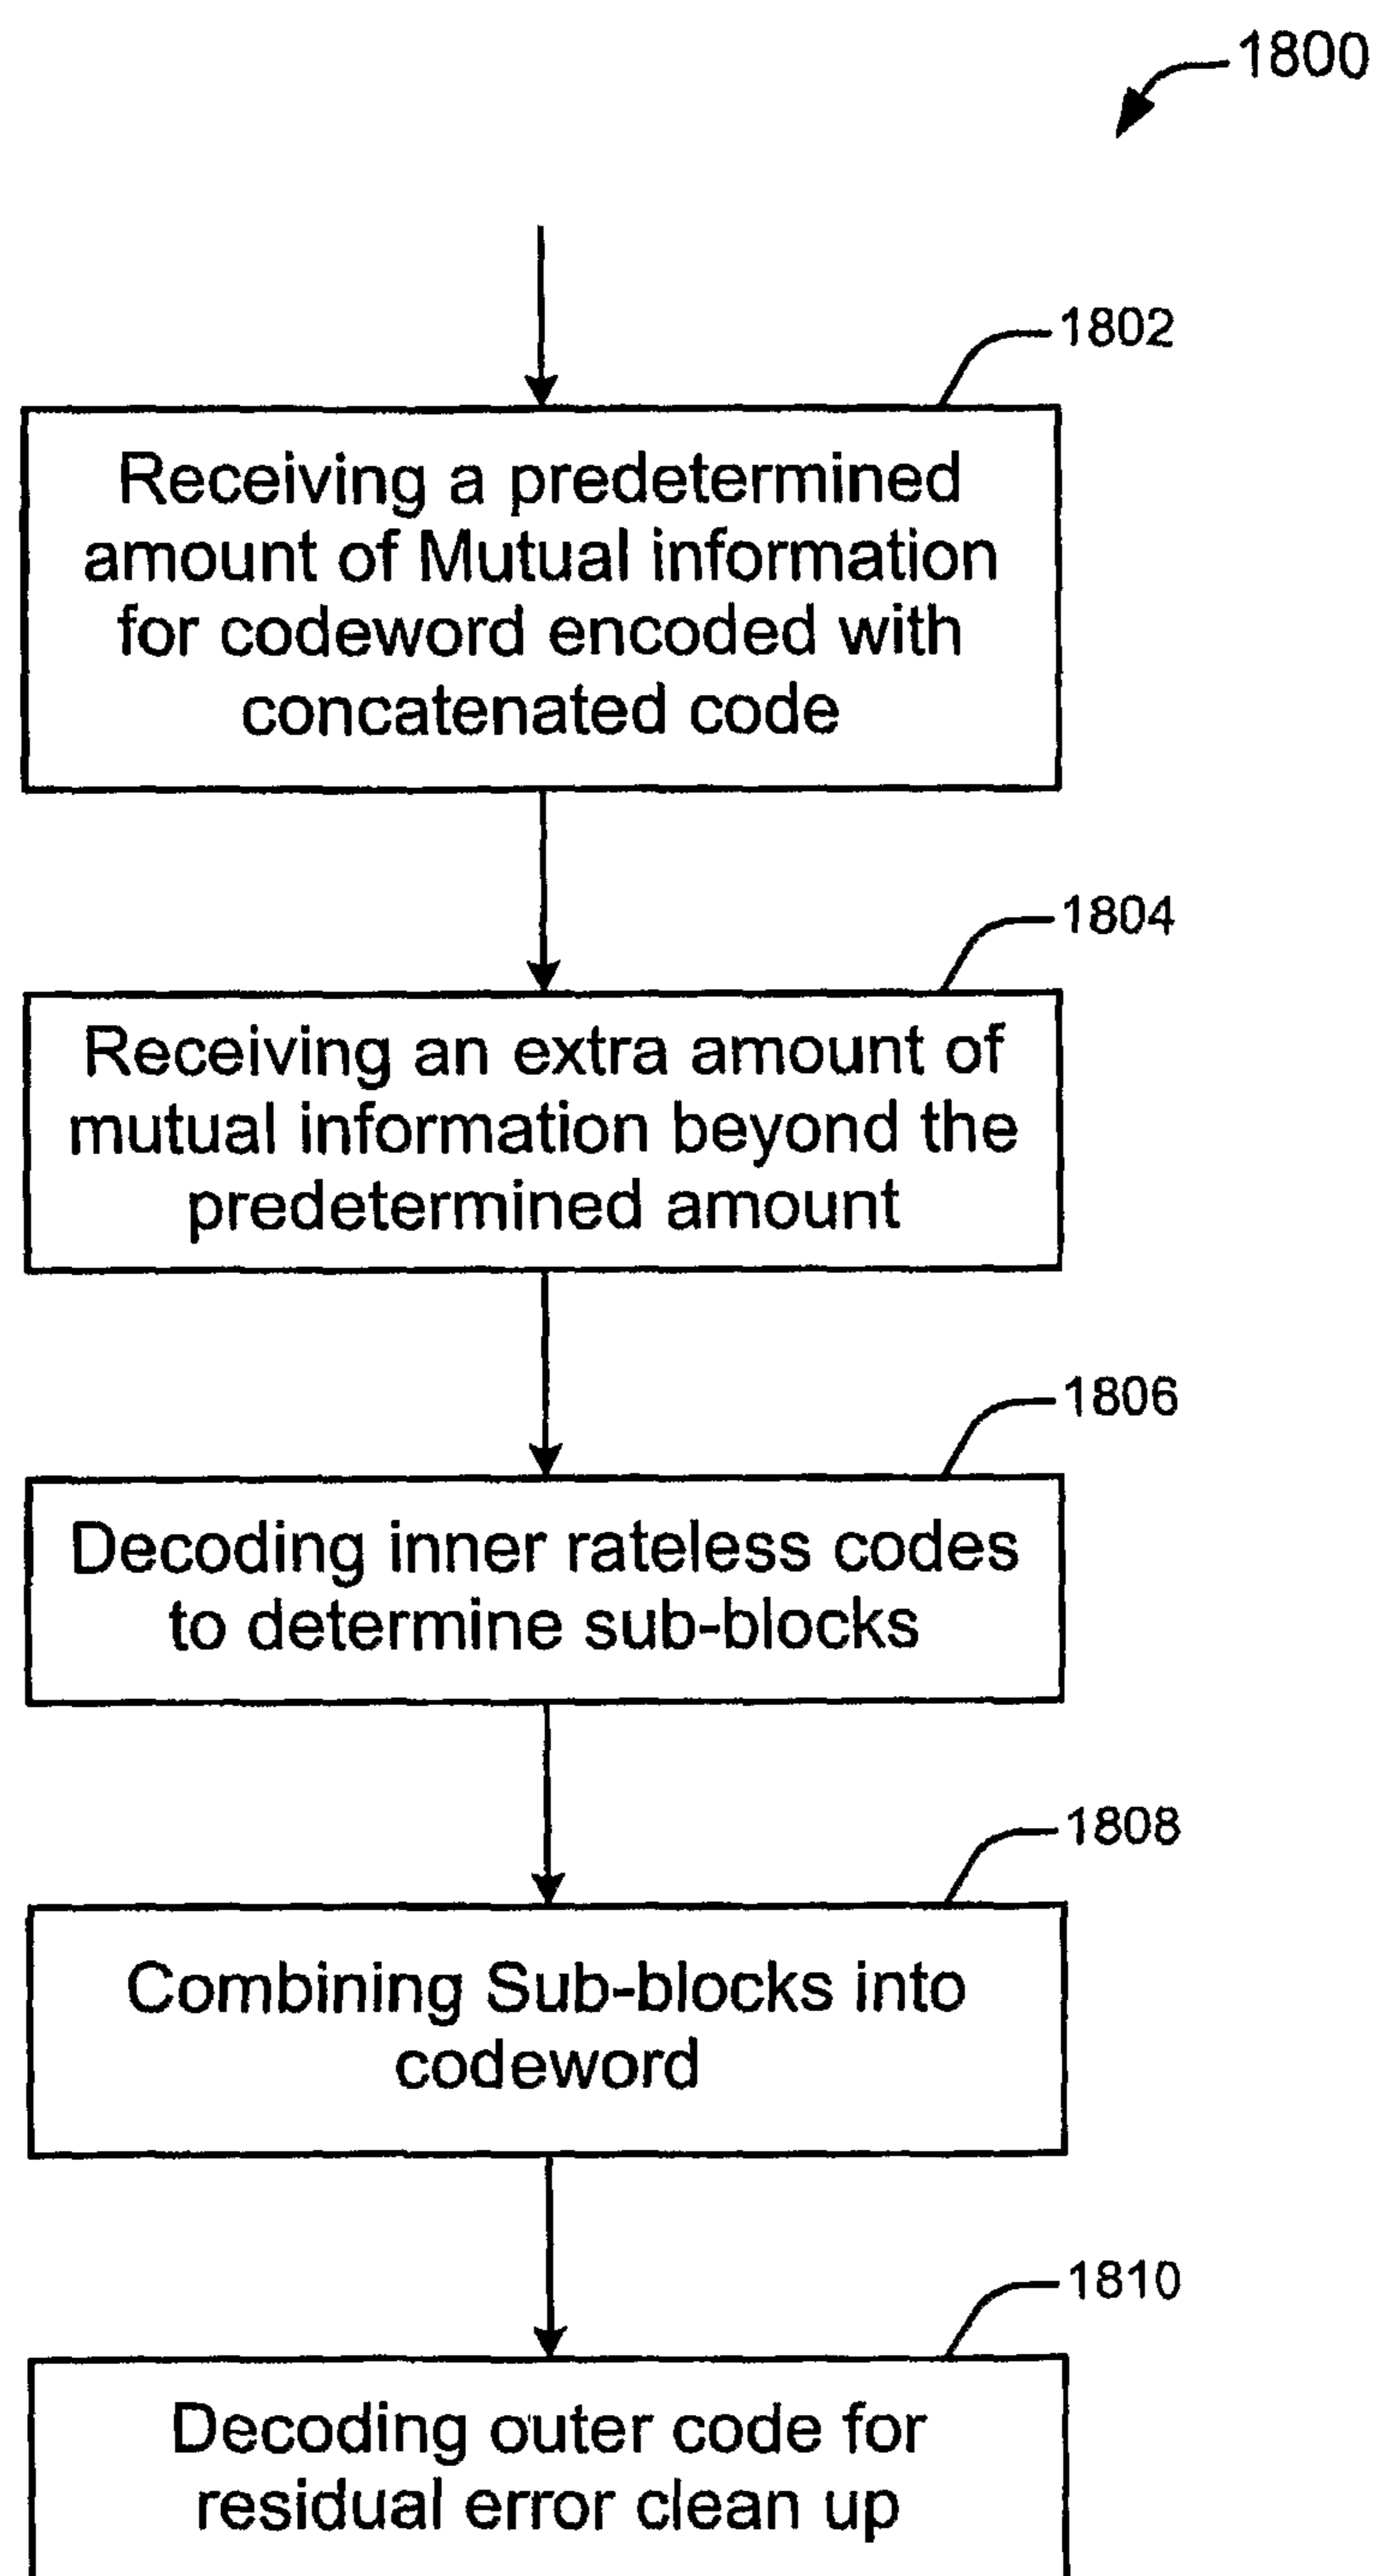 1800
1802
Receiving a predetermined
amount of Mutual information
for codeword encoded with
concatenated code
1804
Receiving an extra amount of
mutual information beyond the
predetermined amount
1806
Decoding inner rateless codes
to determine sub-blocks
1808
Combining Sub-blocks into
codeword
1810
Decoding outer code for
residual error clean up